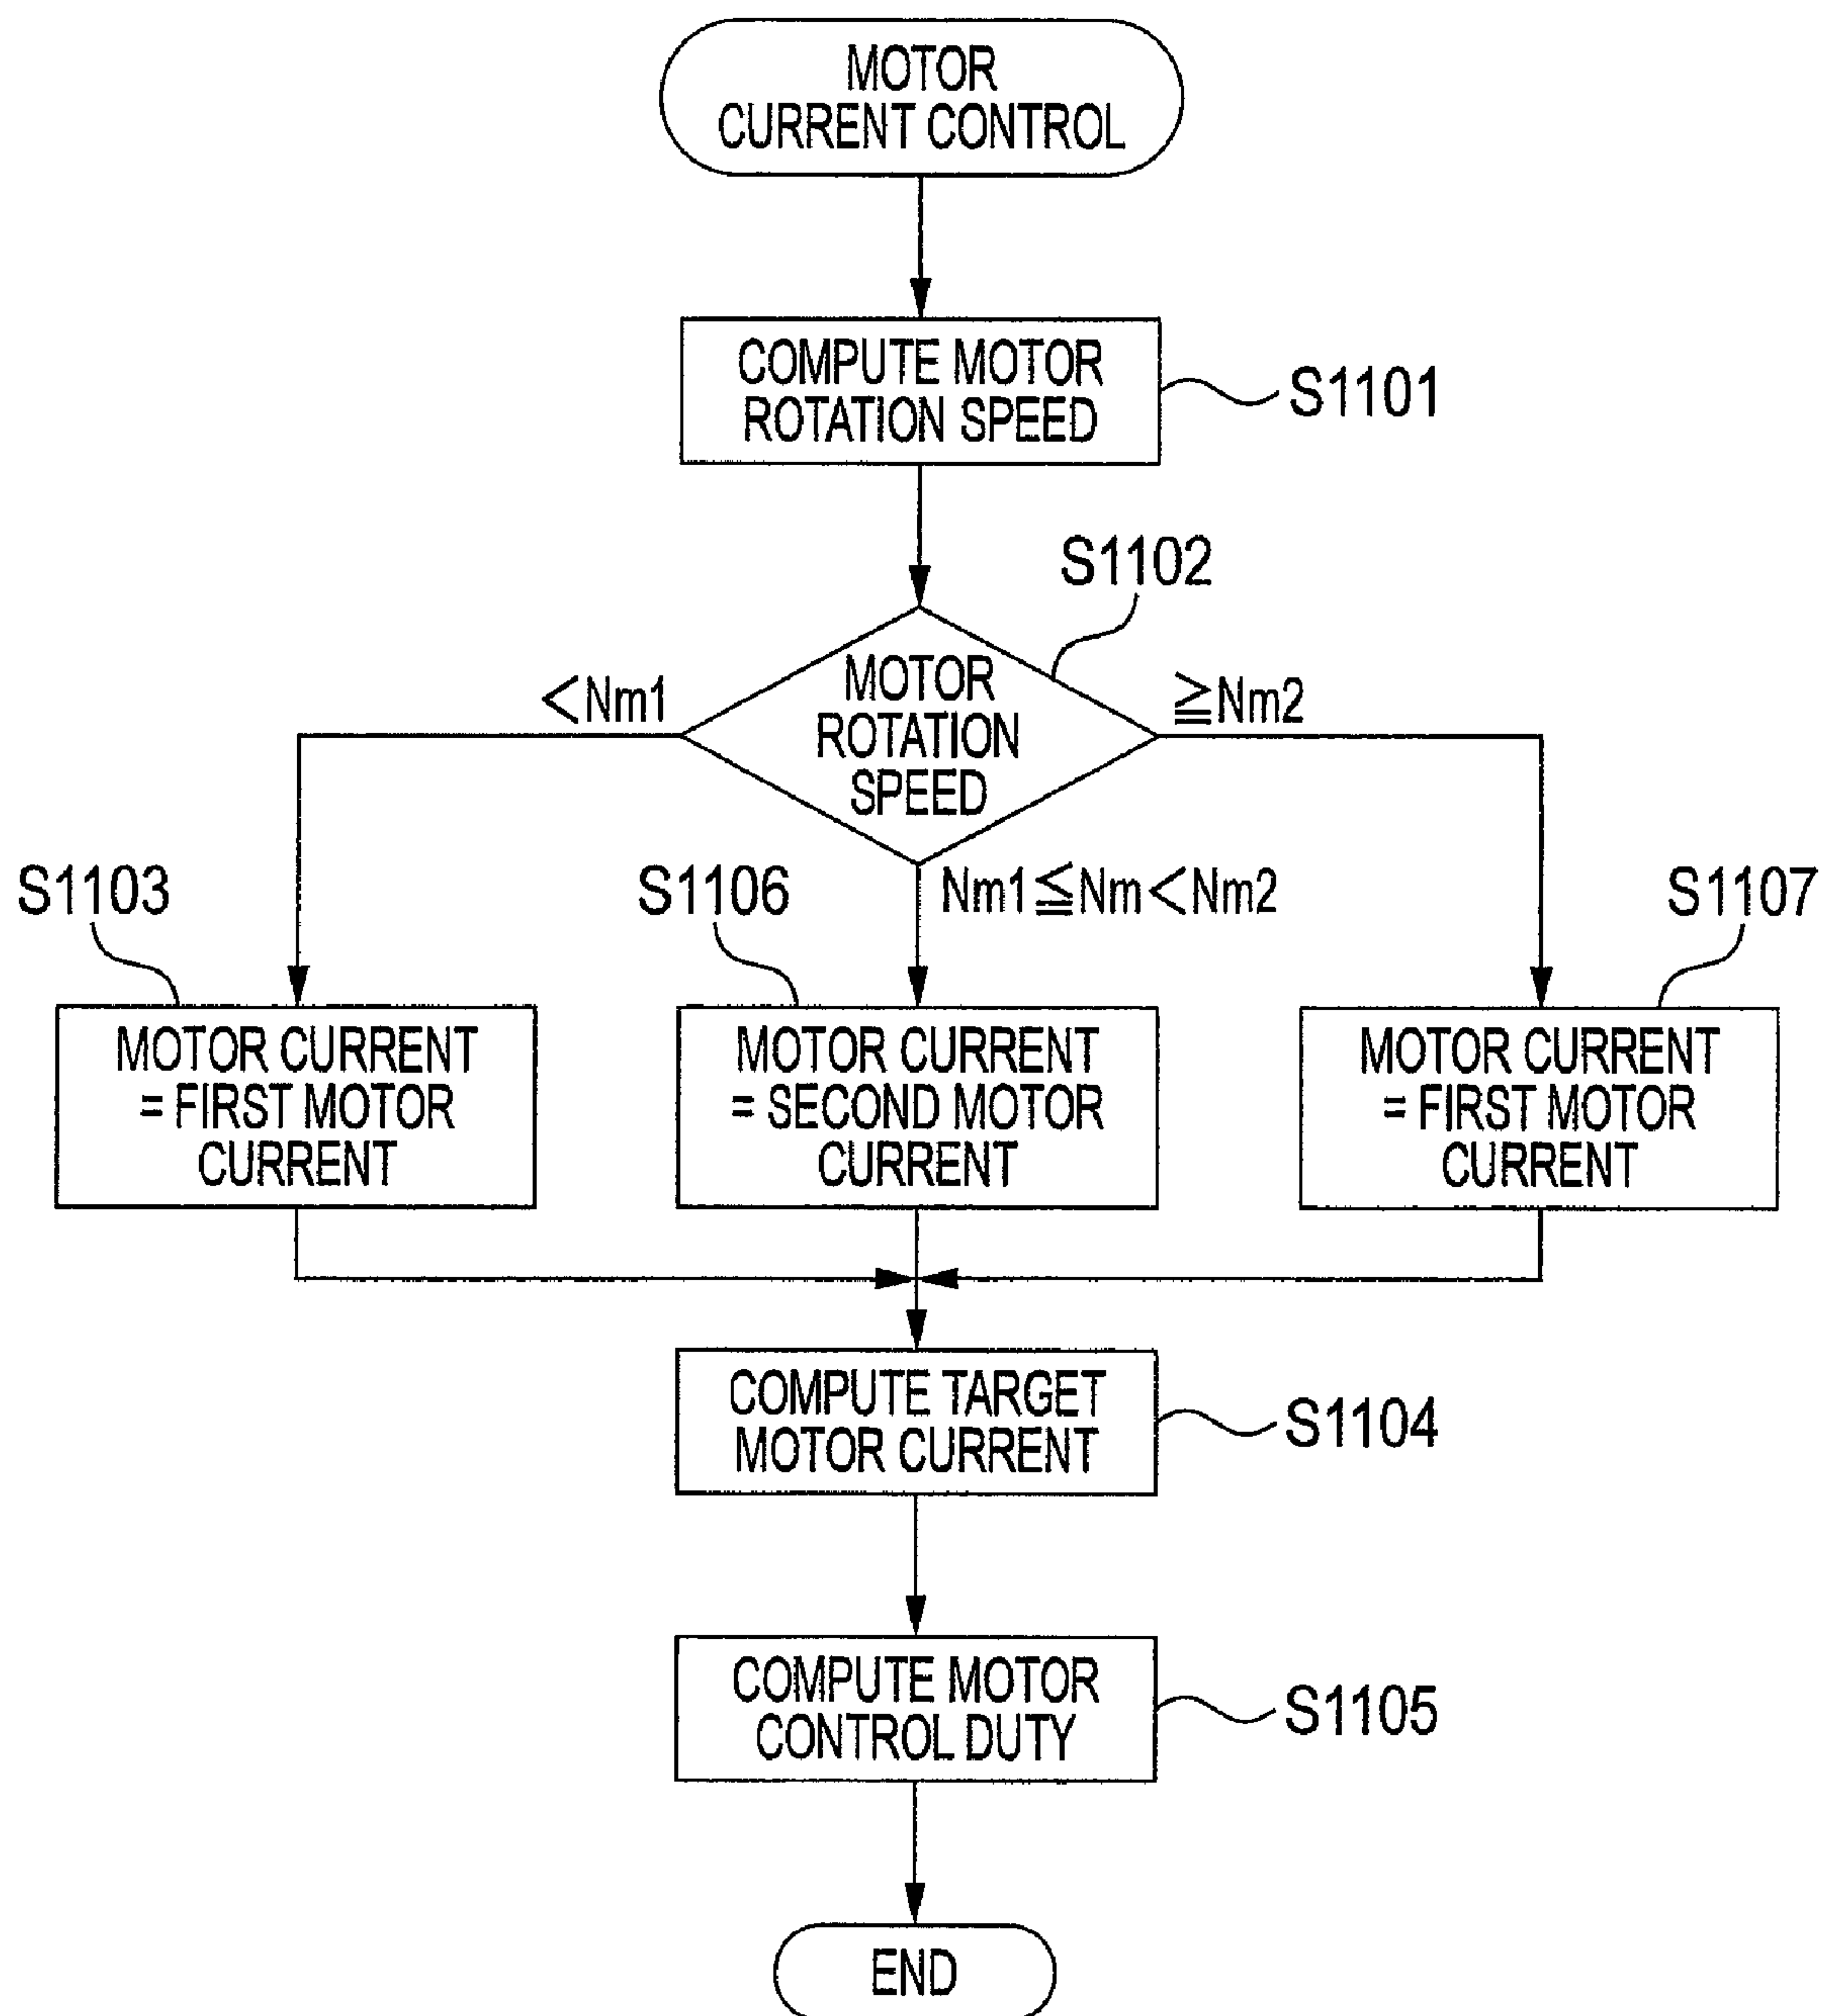 MOTOR
CURRENT CONTROL
COMPUTE MOTOR
ROTATION SPEED
S1101
S1102
MOTOR
ROTATION
SPEED
<Nm1
≧Nm2
Nm1≦Nm<Nm2
S1103
S1106
S1107
MOTOR CURRENT
= FIRST MOTOR
CURRENT
MOTOR CURRENT
= SECOND MOTOR
CURRENT
MOTOR CURRENT
= FIRST MOTOR
CURRENT
COMPUTE TARGET
MOTOR CURRENT
S1104
COMPUTE MOTOR
CONTROL DUTY
S1105
END